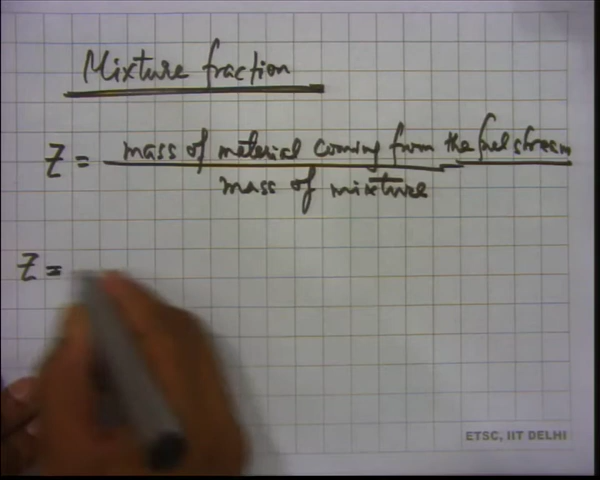 Mixture fraction
Z = mass of material coming from the fuel stream
mass of mixture
Z =
ETSC, IIT DELHI